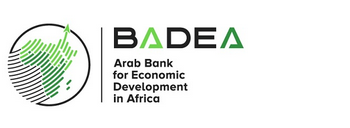 BADEA
Arab Bank
for Economic
Development
in Africa